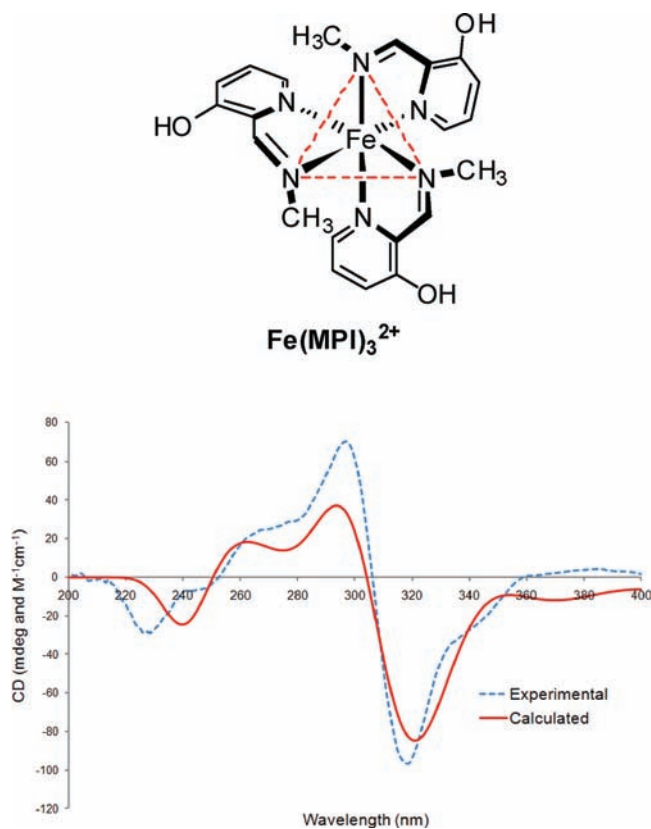 H3C
N
OH
N
N
HO
Fe
N
N
CH3
CH3
N
OH
Fe(MPI)3 2+
80
60
40
20
0
-20
-40
-60
-80
-100
-120
200 220 240 260 280 300 320 340 360 380 400
CD (mdeg and M-1cm-1)
Experimental
Calculated
Wavelength (nm)